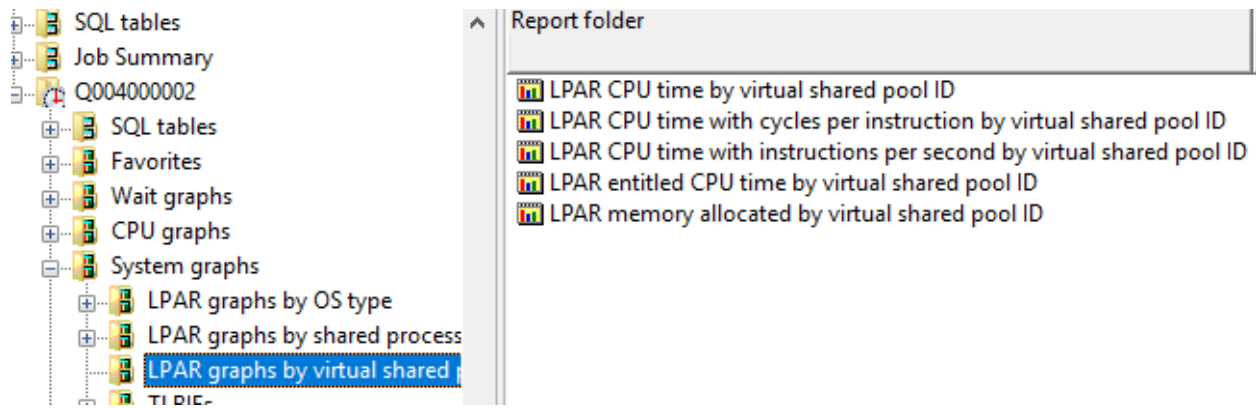 SQL tables
Job Summary
Q004000002
SQL tables
Favorites
Wait graphs
CPU graphs
System graphs
LPAR graphs by OS type
LPAR graphs by shared process
LPAR graphs by virtual shared
Report folder
LPAR CPU time by virtual shared pool ID
LPAR CPU time with cycles per instruction by virtual shared pool ID
LPAR CPU time with instructions per second by virtual shared pool ID
LPAR entitled CPU time by virtual shared pool ID
LPAR memory allocated by virtual shared pool ID